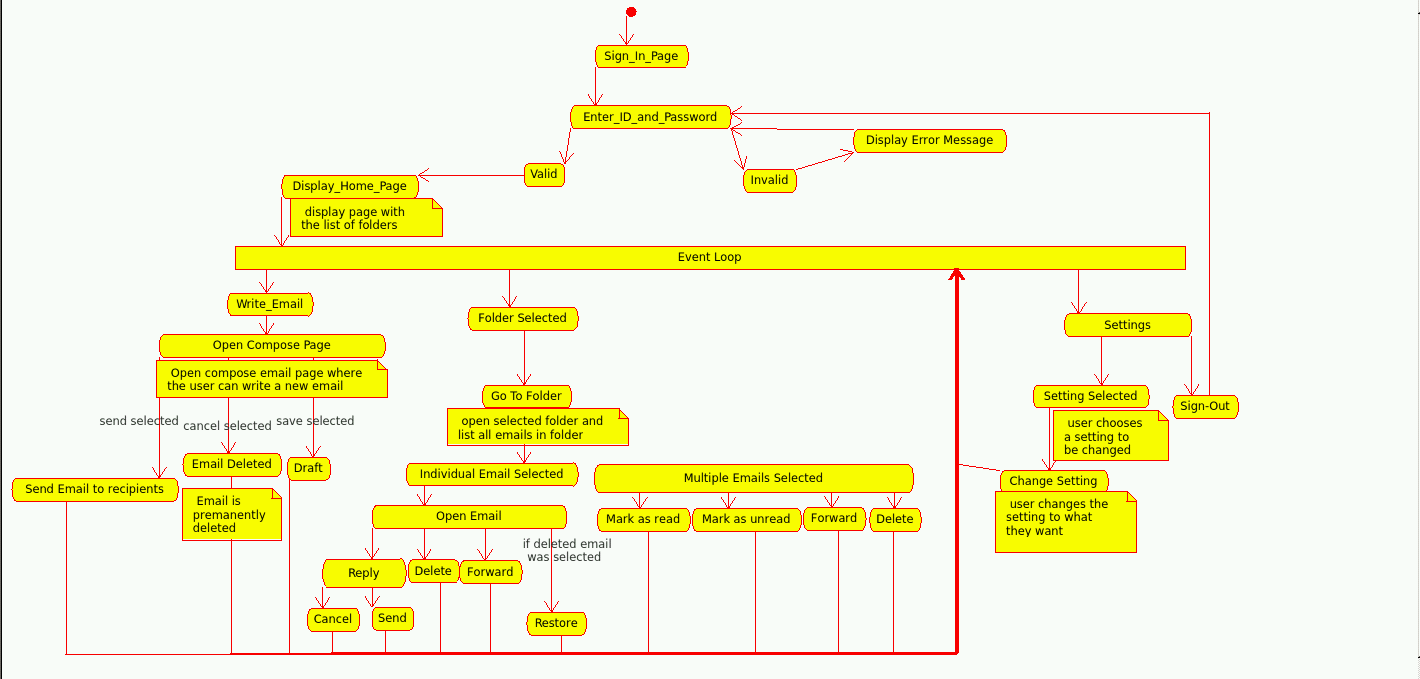 Sign_In_Page
Enter_ID_and_Password
Display Error Message
Valid
Invalid
Display_Home_Page
display page with
the list of folders
Event Loop
Write_Email
Folder Selected
Settings
Open Compose Page
Open compose email page where
the user can write a new email
Go To Folder
open selected folder and
list all emails in folder
Setting Selected
Sign-Out
user chooses
a setting to
be changed
send selected
cancel selected
save selected
Email Deleted
Draft
Send Email to recipients
Email is
premanently
deleted
Individual Email Selected
Multiple Emails Selected
Change Setting
user changes the
setting to what
they want
Open Email
Mark as read
Mark as unread
Forward
Delete
if deleted email
was selected
Reply
Delete
Forward
Cancel
Send
Restore